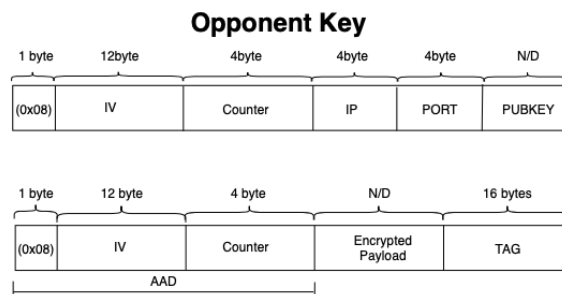 Opponent Key
1 byte 12byte 4byte 4byte 4byte N/D
(0x08) IV Counter IP PORT PUBKEY
1 byte 12 byte 4 byte N/D 16 bytes
(0x08) IV Counter Encrypted Payload TAG
AAD